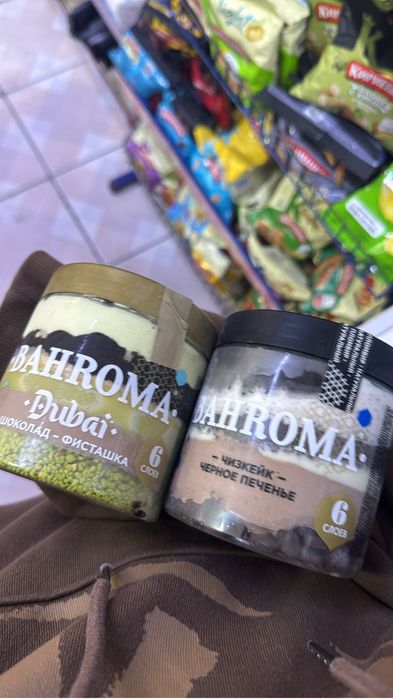 BAHROMA
Dubai
ШОКОЛАД - ФИСТАШКА
6
СЛОЕВ
BAHROMA
- ЧИЗКЕЙК -
ЧЕРНОЕ ПЕЧЕНЬЕ
6
СЛОЕВ